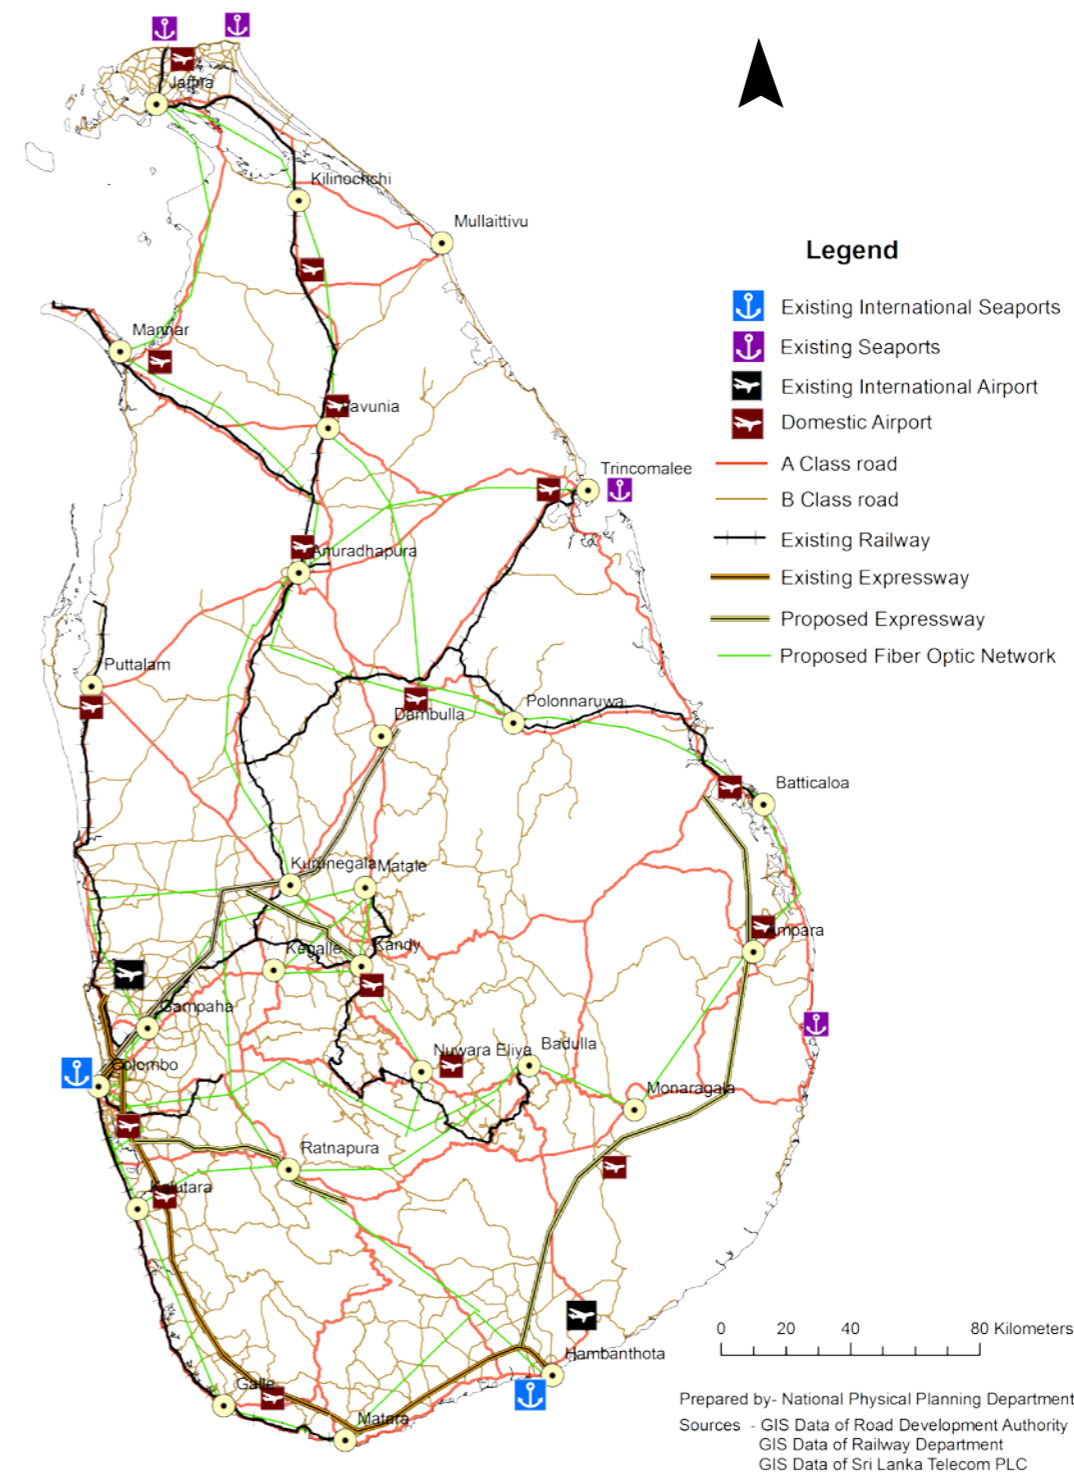 Jaffna
Kilinochchi
Mullaittivu
Legend
Existing International Seaports
Existing Seaports
Existing International Airport
Domestic Airport
A Class road
B Class road
Existing Railway
Existing Expressway
Proposed Expressway
Proposed Fiber Optic Network
Mannar
Vavunia
Trincomalee
Anuradhapura
Puttalam
Dambulla
Polonnaruwa
Batticaloa
Kurunegala
Matale
Ampara
Kegalle
Kandy
Gampaha
Colombo
Nuwara Eliya
Badulla
Monaragala
Ratnapura
Kalutara
Hambanthota
Galle
Matara
0 20 40 80 Kilometers
Prepared by- National Physical Planning Department
Sources - GIS Data of Road Development Authority
GIS Data of Railway Department
GIS Data of Sri Lanka Telecom PLC